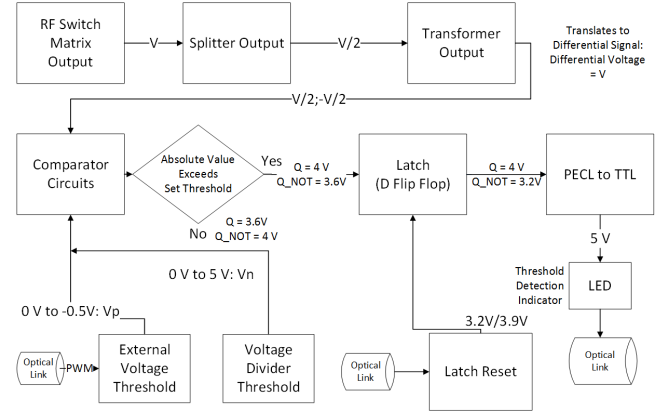 RF Switch
Matrix
Output
V
Splitter Output
V/2
Transformer
Output
Translates to
Differential Signal:
Differential Voltage
= V
V/2;-V/2
Comparator
Circuits
Absolute Value
Exceeds
Set Threshold
Yes
Q = 4 V
Q_NOT = 3.6V
No
Q = 3.6V
Q_NOT = 4 V
Latch
(D Flip Flop)
Q = 4 V
Q_NOT = 3.2V
PECL to TTL
5 V
Threshold
Detection
Indicator
LED
Optical
Link
0 V to 5 V: Vn
0 V to -0.5V: Vp
Optical
Link
PWM
External
Voltage
Threshold
Voltage
Divider
Threshold
3.2V/3.9V
Optical
Link
Latch Reset